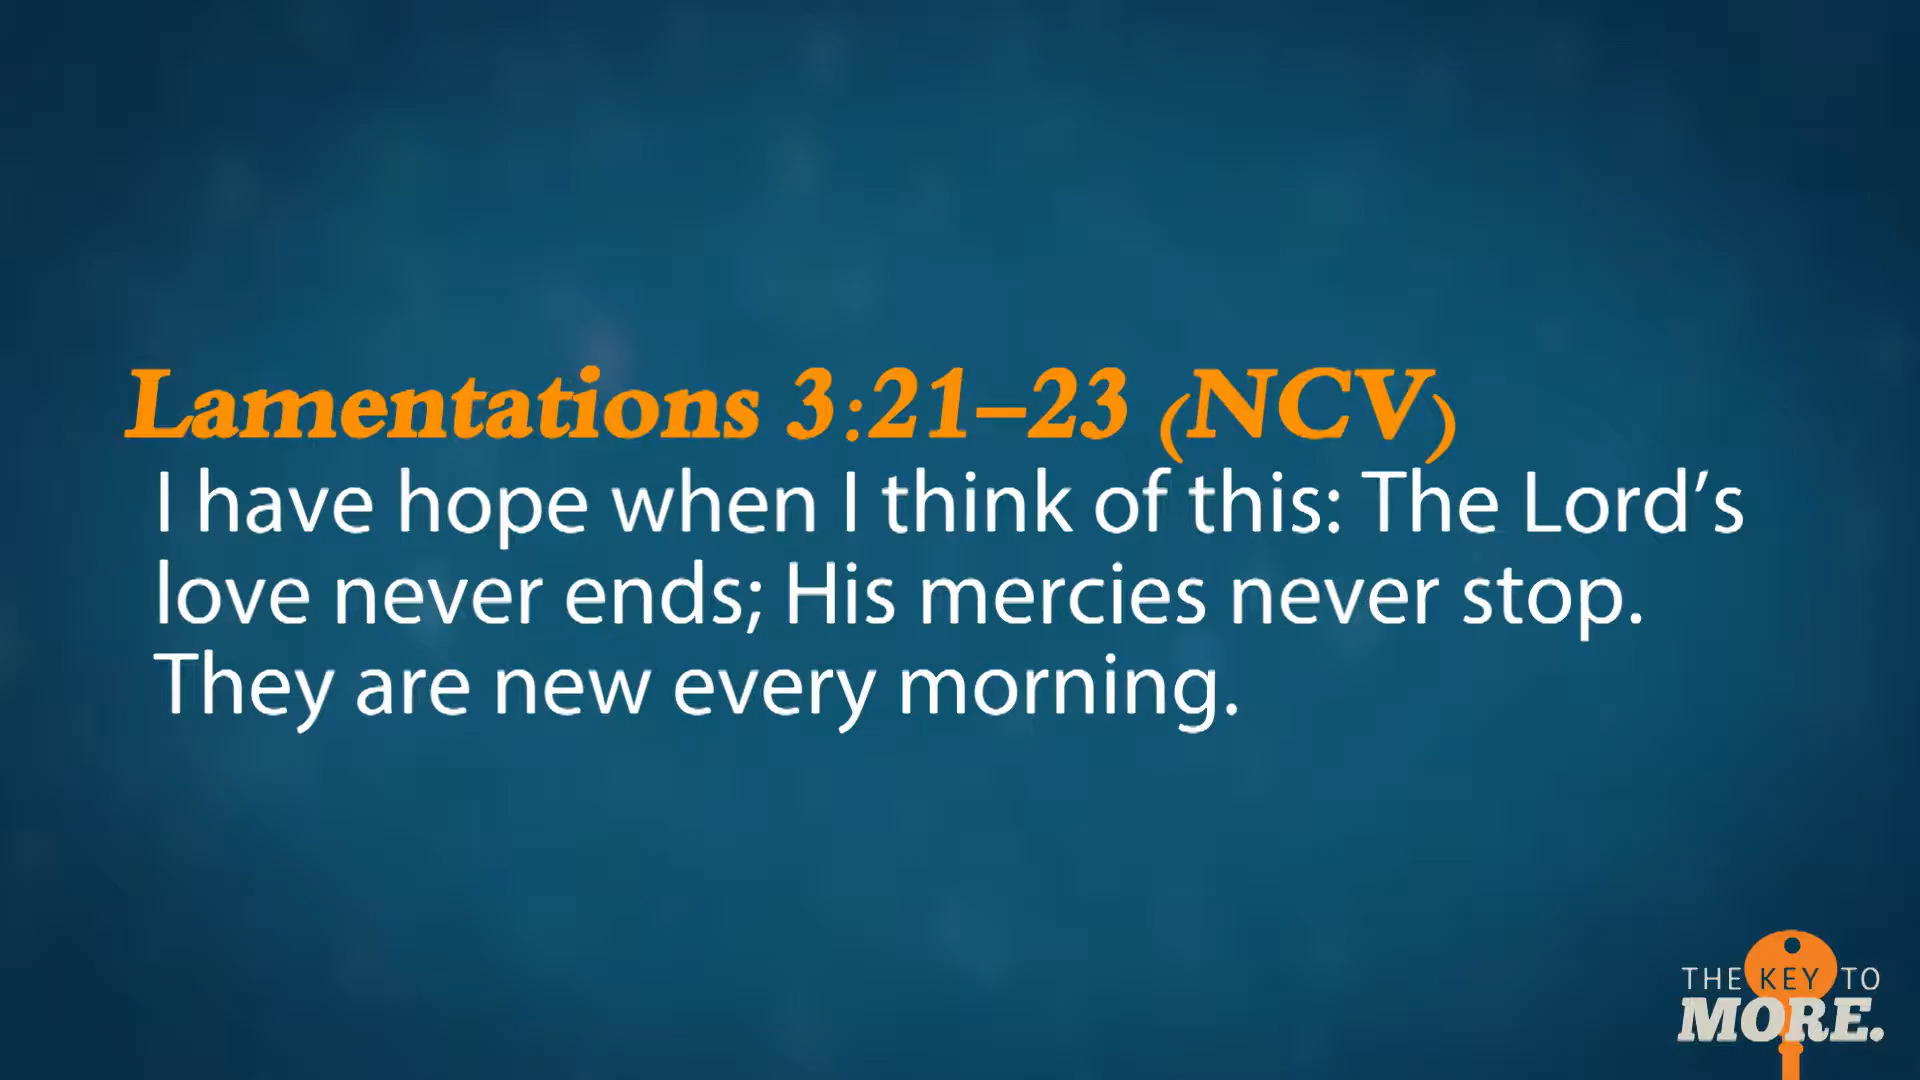 Lamentations 3:21–23 (NCV)
I have hope when I think of this: The Lord’s
love never ends; His mercies never stop.
They are new every morning.
THE KEY TO
MORE.